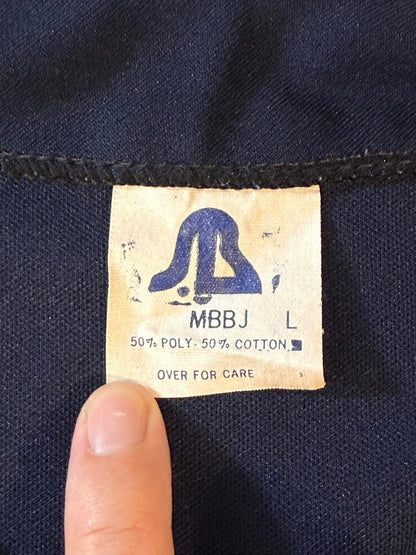 MBBJ L
50% POLY - 50% COTTON
OVER FOR CARE